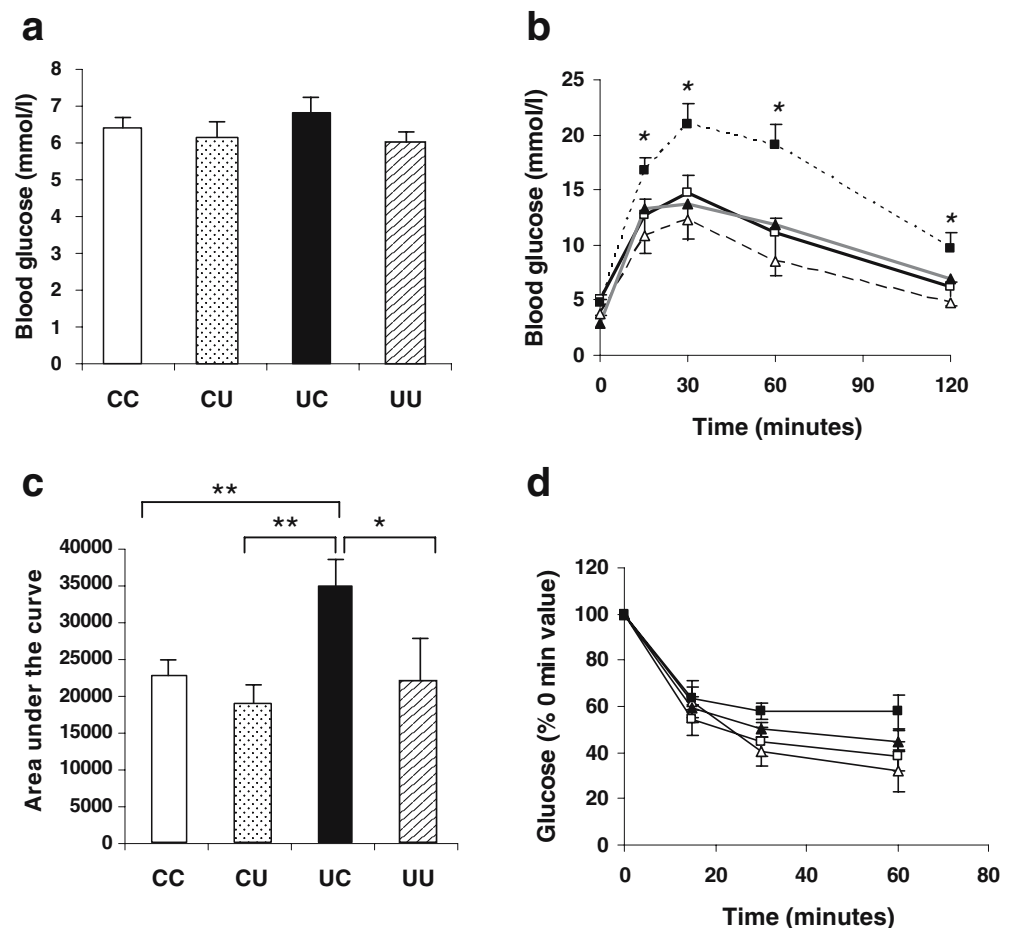 a
Blood glucose (mmol/l)
8
7
6
5
4
3
2
1
0
CC CU UC UU
b
Blood glucose (mmol/l)
25
20
15
10
5
0
* * * *
0 30 60 90 120
Time (minutes)
c
**
** *
Area under the curve
40000
35000
30000
25000
20000
15000
10000
5000
0
CC CU UC UU
d
Glucose (% 0 min value)
120
100
80
60
40
20
0
0 20 40 60 80
Time (minutes)